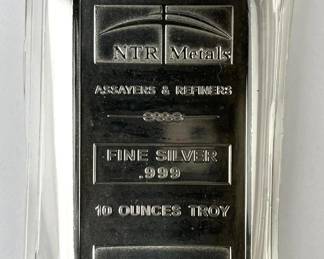 NTR Metals
ASSAYERS & REFINERS
FINE SILVER
.999
10 OUNCES TROY